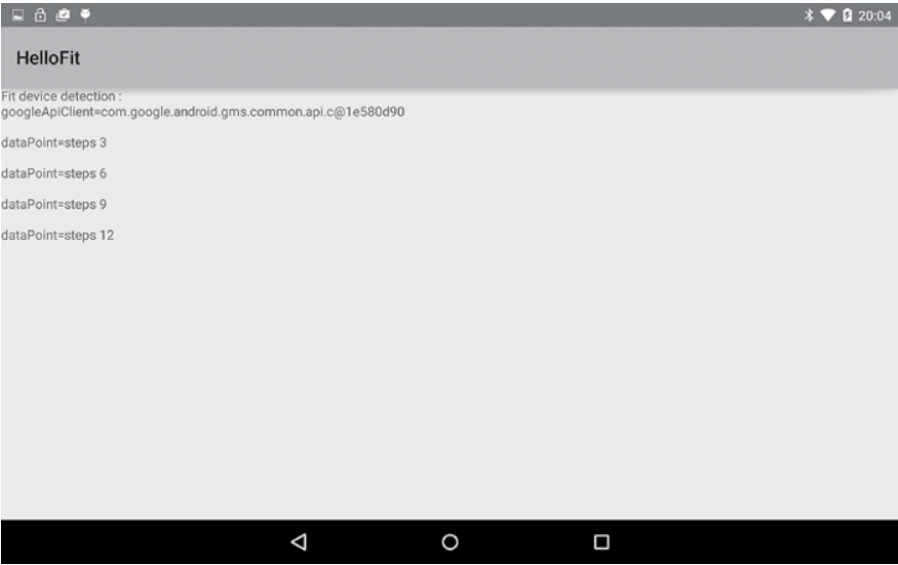 20:04
HelloFit
Fit device detection :
googleApiClient=com.google.android.gms.common.api.c@1e580d90
dataPoint=steps 3
dataPoint=steps 6
dataPoint=steps 9
dataPoint=steps 12